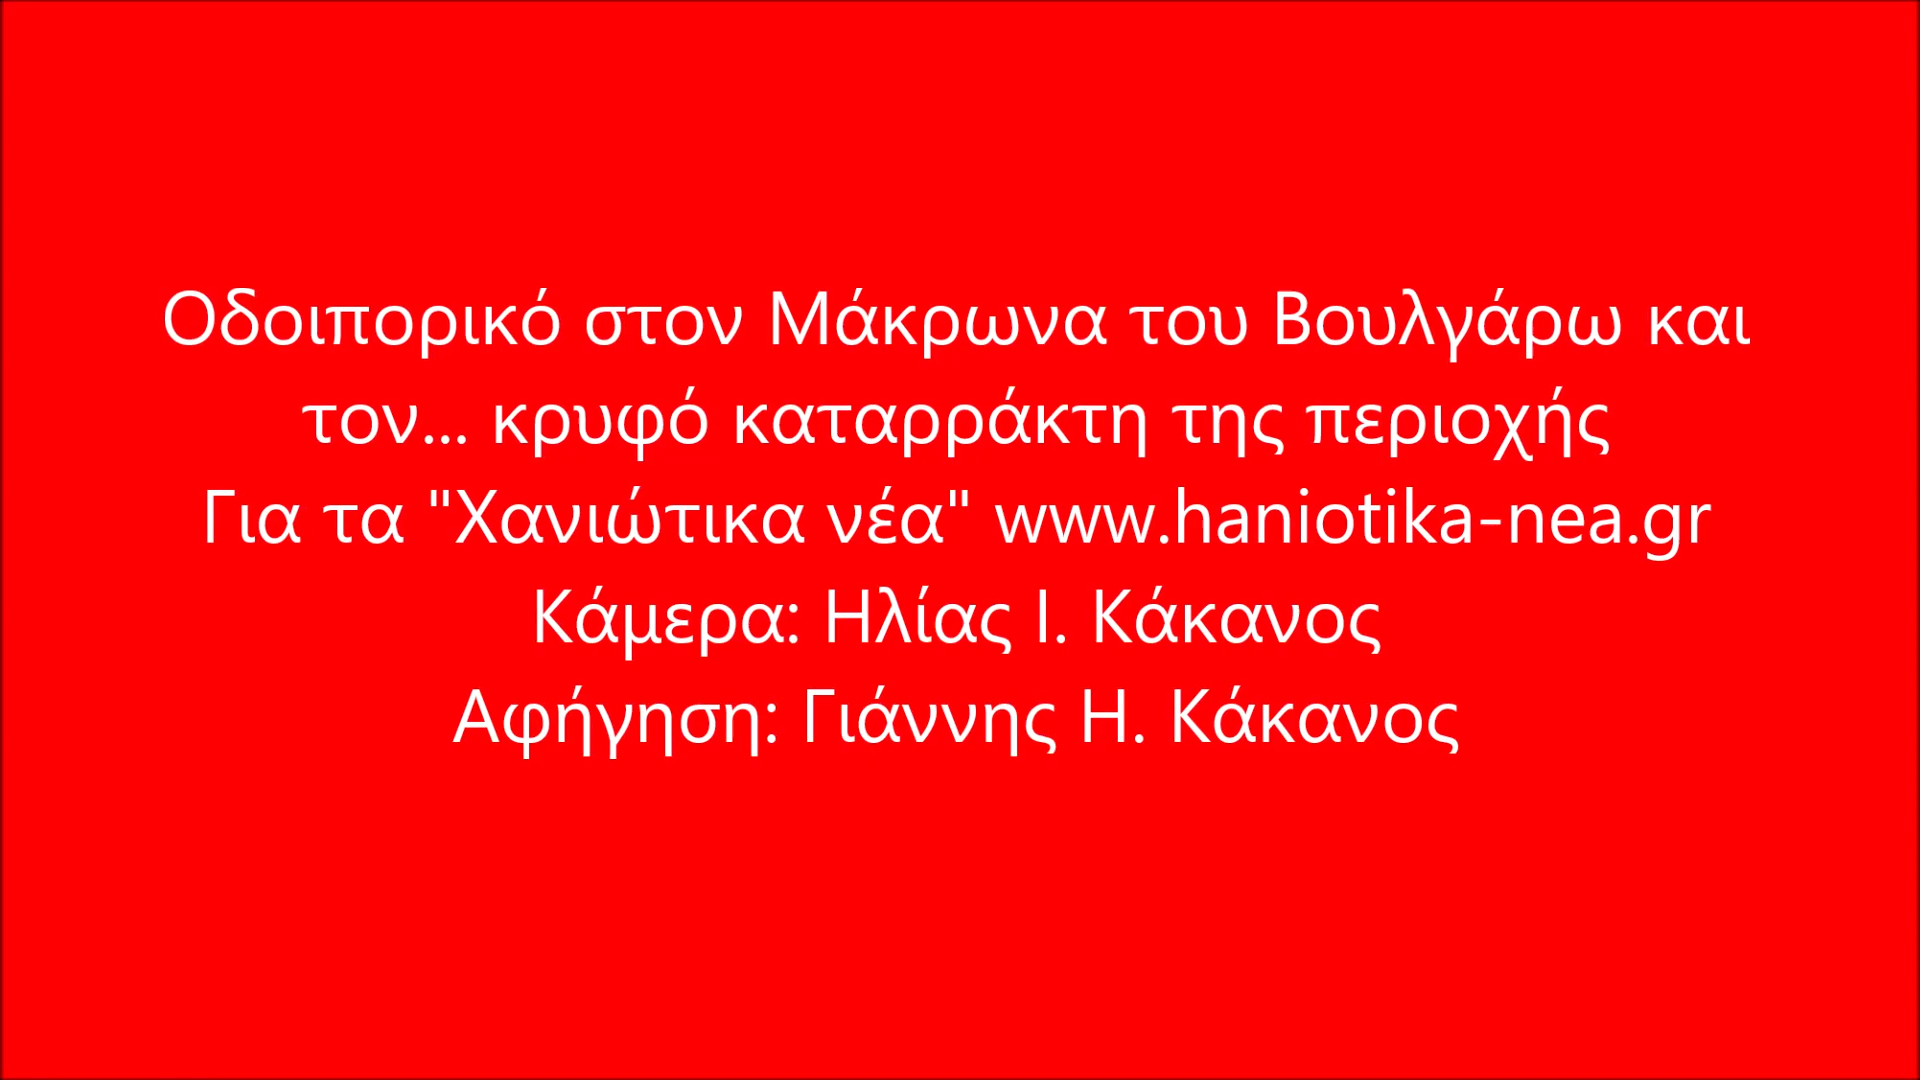 Οδοιπορικό στον Μάκρωνα του Βουλγάρω και
τον... κρυφό καταρράκτη της περιοχής
Για τα "Χανιώτικα νέα" www.haniotika-nea.gr
Κάμερα: Ηλίας Ι. Κάκανος
Αφήγηση: Γιάννης Η. Κάκανος